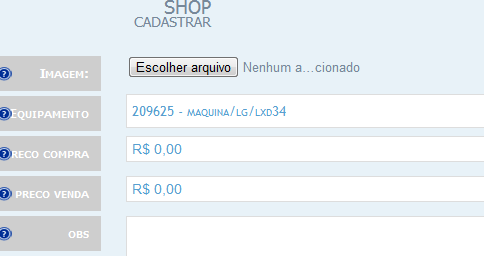 SHOP
CADASTRAR
Imagem: Escolher arquivo Nenhum a...cionado
Equipamento 209625 - maquina/lg/lxd34
reco compra R$ 0,00
preco venda R$ 0,00
obs